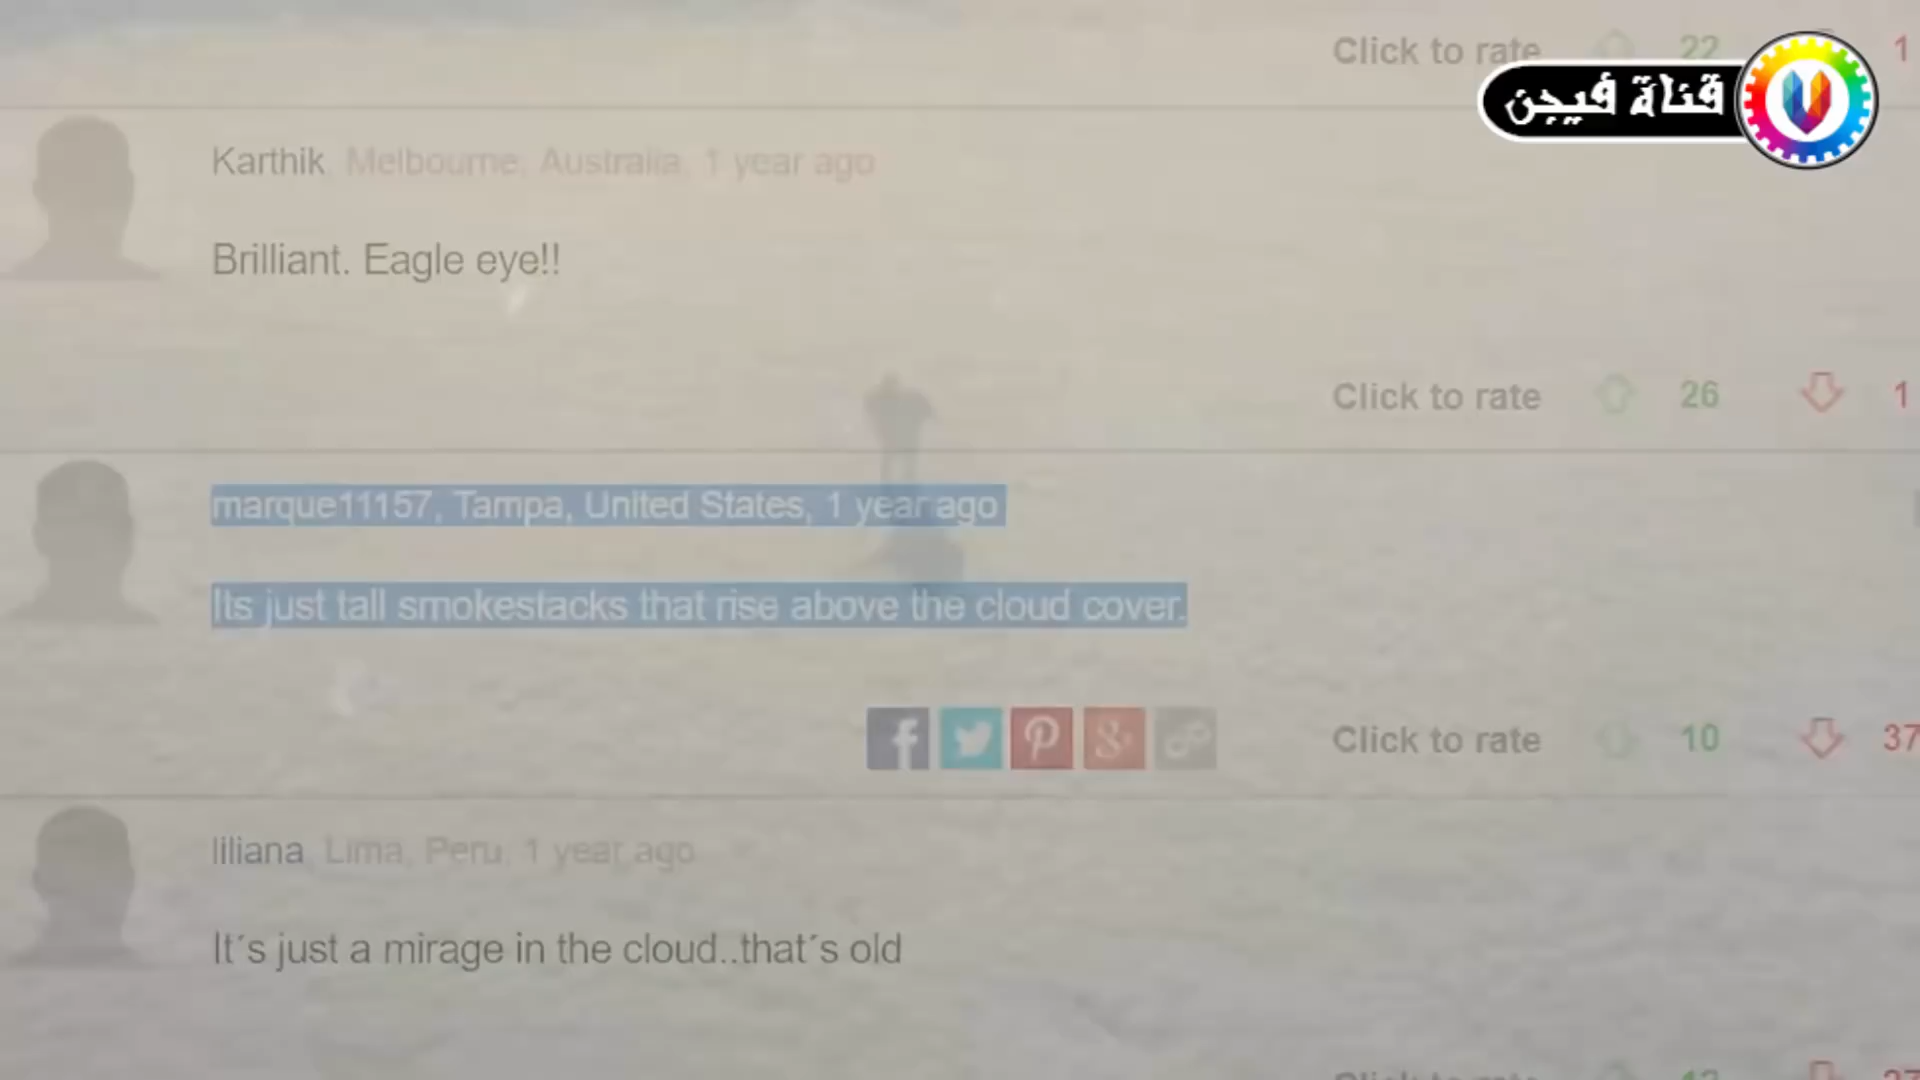 Click to rate 22 1
قناة فيجن
Karthik, Melbourne, Australia, 1 year ago
Brilliant. Eagle eye!!
Click to rate 26 1
marque11157, Tampa, United States, 1 year ago
Its just tall smokestacks that rise above the cloud cover.
Click to rate 10 37
liliana, Lima, Peru, 1 year ago
It´s just a mirage in the cloud..that´s old